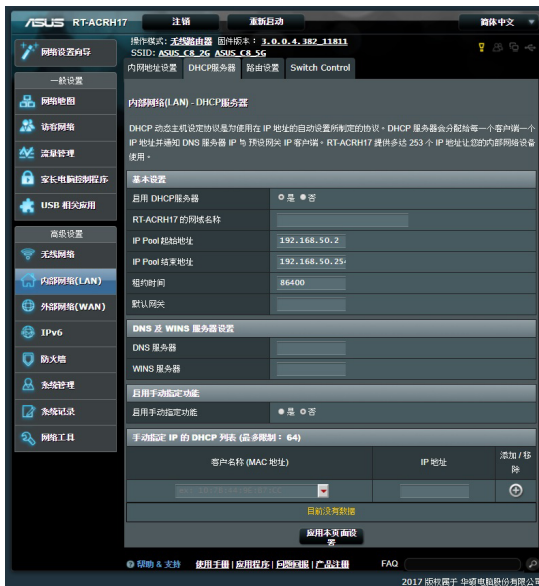 ASUS RT-ACRH17 注销 重新启动 简体中文
操作模式: 无线路由器 固件版本: 3.0.0.4.382_11811
SSID: ASUS_C8_2G ASUS_C8_5G
网络设置向导
一般设置
网络地图
访客网络
流量管理
家长电脑控制程序
USB 相关应用
高级设置
无线网络
内部网络(LAN)
外部网络(WAN)
IPv6
防火墙
系统管理
系统记录
网络工具
内网地址设置 DHCP服务器 路由设置 Switch Control
内部网络(LAN) - DHCP服务器
DHCP 动态主机设定协议是为使用在 IP 地址的自动设置所制定的协议。DHCP 服务器会分配给每一个客户端一个
IP 地址并通知 DNS 服务器 IP 与 预设网关 IP 客户端。RT-ACRH17 提供多达 253 个 IP 地址让您的内部网络设备
使用。
基本设置
启用 DHCP服务器 是 否
RT-ACRH17 的网域名称
IP Pool 起始地址 192.168.50.2
IP Pool 结束地址 192.168.50.25
租约时间 86400
默认网关
DNS 及 WINS 服务器设置
DNS 服务器
WINS 服务器
启用手动指定功能
启用手动指定功能 是 否
手动指定 IP 的 DHCP 列表 (最多限制: 64)
客户名称 (MAC 地址) IP 地址 添加 / 移
除
目前没有数据
应用本页面设
置
帮助 & 支持 使用手册 | 应用程序 | 问题回报 | 产品注册 FAQ
2017 版权属于 华硕电脑股份有限公司